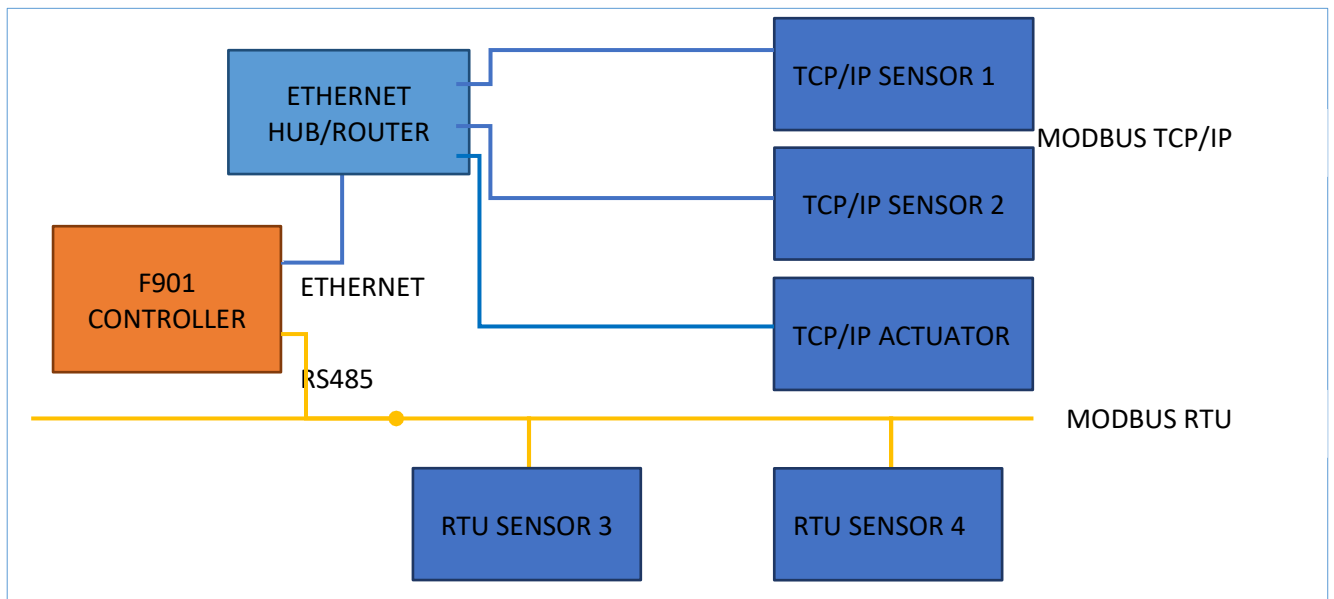 ETHERNET
HUB/ROUTER
TCP/IP SENSOR 1
MODBUS TCP/IP
TCP/IP SENSOR 2
F901
CONTROLLER
ETHERNET
TCP/IP ACTUATOR
RS485
MODBUS RTU
RTU SENSOR 3
RTU SENSOR 4